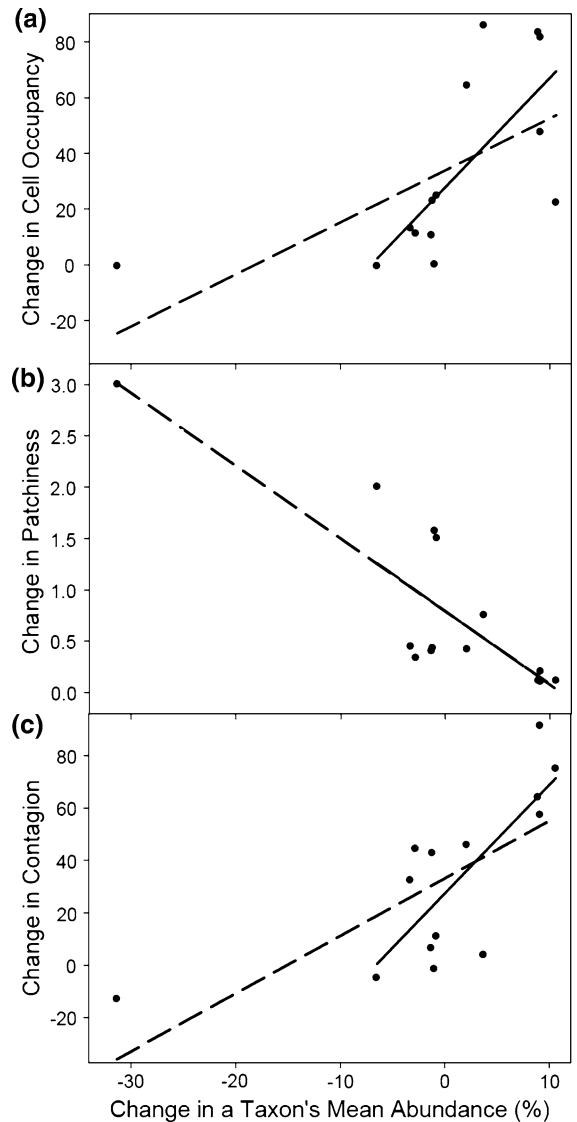 (a)
Change in Cell Occupancy
80
60
40
20
0
-20
(b)
Change in Patchiness
3.0
2.5
2.0
1.5
1.0
0.5
0.0
(c)
Change in Contagion
80
60
40
20
0
-20
-30 -20 -10 0 10
Change in a Taxon's Mean Abundance (%)